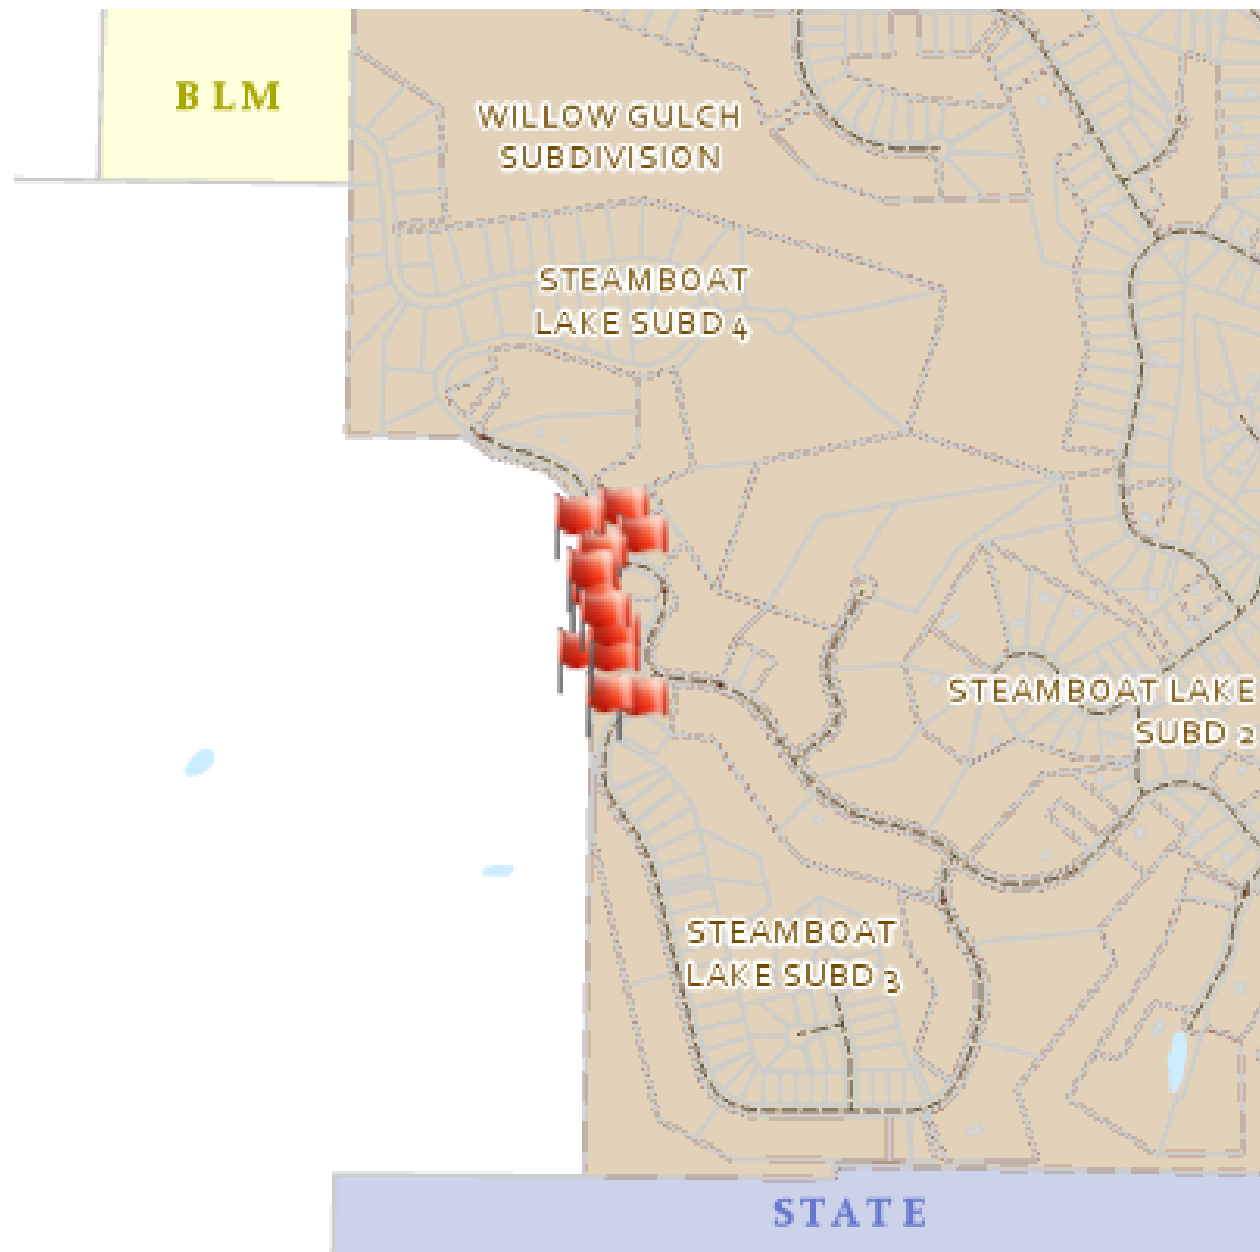 BLM
WILLOW GULCH
SUBDIVISION
STEAMBOAT
LAKE SUBD 4
STEAMBOAT LAKE
SUBD 2
STEAMBOAT
LAKE SUBD 3
STATE